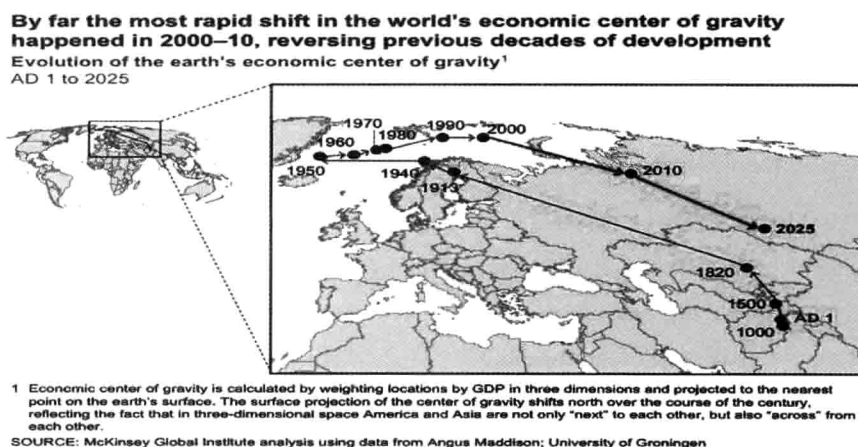 By far the most rapid shift in the world's economic center of gravity
happened in 2000–10, reversing previous decades of development
Evolution of the earth's economic center of gravity¹
AD 1 to 2025
1970
1980
1990
2000
1960
1950
1940
1913
2010
2025
1820
1500
AD 1
1000
1 Economic center of gravity is calculated by weighting locations by GDP in three dimensions and projected to the nearest
point on the earth's surface. The surface projection of the center of gravity shifts north over the course of the century,
reflecting the fact that in three-dimensional space America and Asia are not only "next" to each other, but also "across" from
each other.
SOURCE: McKinsey Global Institute analysis using data from Angus Maddison; University of Groningen